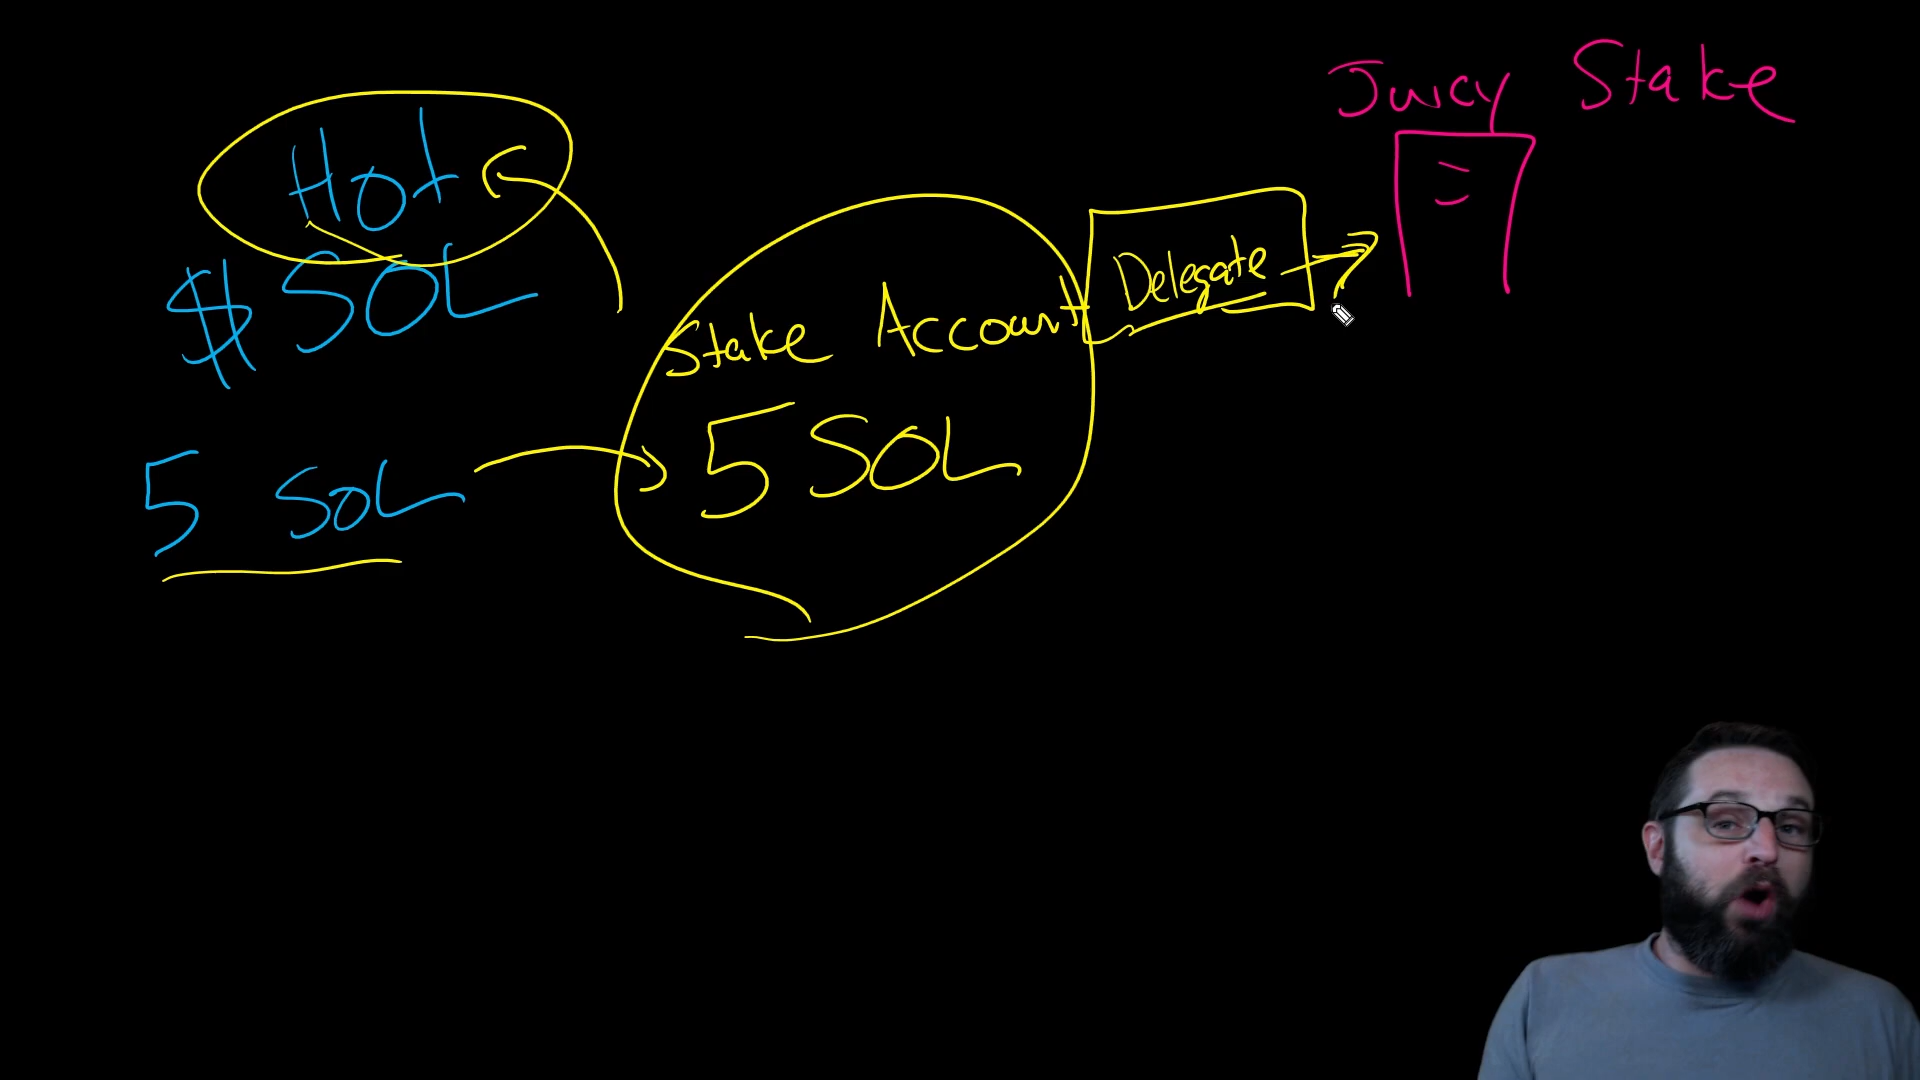 Juicy Stake
Hot
$SOL
Delegate
Stake Account
5 SOL
5 SOL